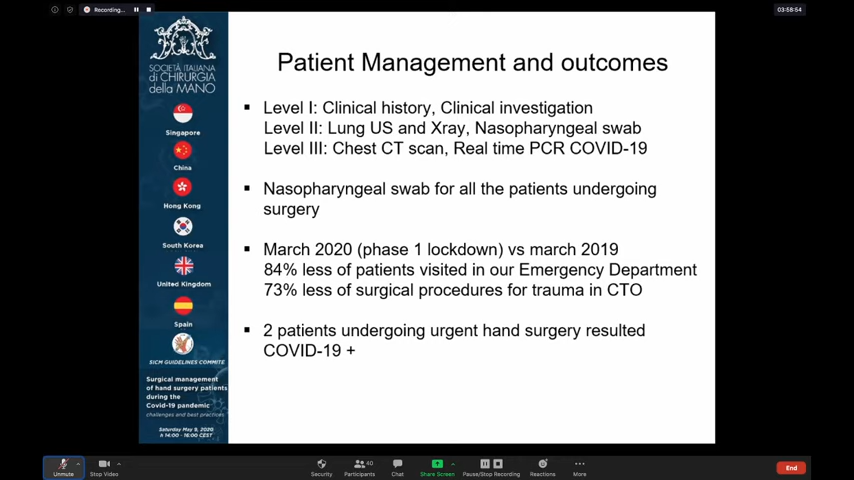 Recording...
03:58:54
SOCIETÀ ITALIANA
di CHIRURGIA
della MANO
Singapore
China
Hong Kong
South Korea
United Kingdom
Spain
SICM GUIDELINES COMMITE
Surgical management
of hand surgery patients
during the
Covid-19 pandemic
challenges and best practices
Saturday May 9, 2020
h 14:00 - 16:00 CEST
Patient Management and outcomes
▪ Level I: Clinical history, Clinical investigation
Level II: Lung US and Xray, Nasopharyngeal swab
Level III: Chest CT scan, Real time PCR COVID-19
▪ Nasopharyngeal swab for all the patients undergoing
surgery
▪ March 2020 (phase 1 lockdown) vs march 2019
84% less of patients visited in our Emergency Department
73% less of surgical procedures for trauma in CTO
▪ 2 patients undergoing urgent hand surgery resulted
COVID-19 +
Unmute
Stop Video
Security
Participants
40
Chat
Share Screen
Pause/Stop Recording
Reactions
More
End